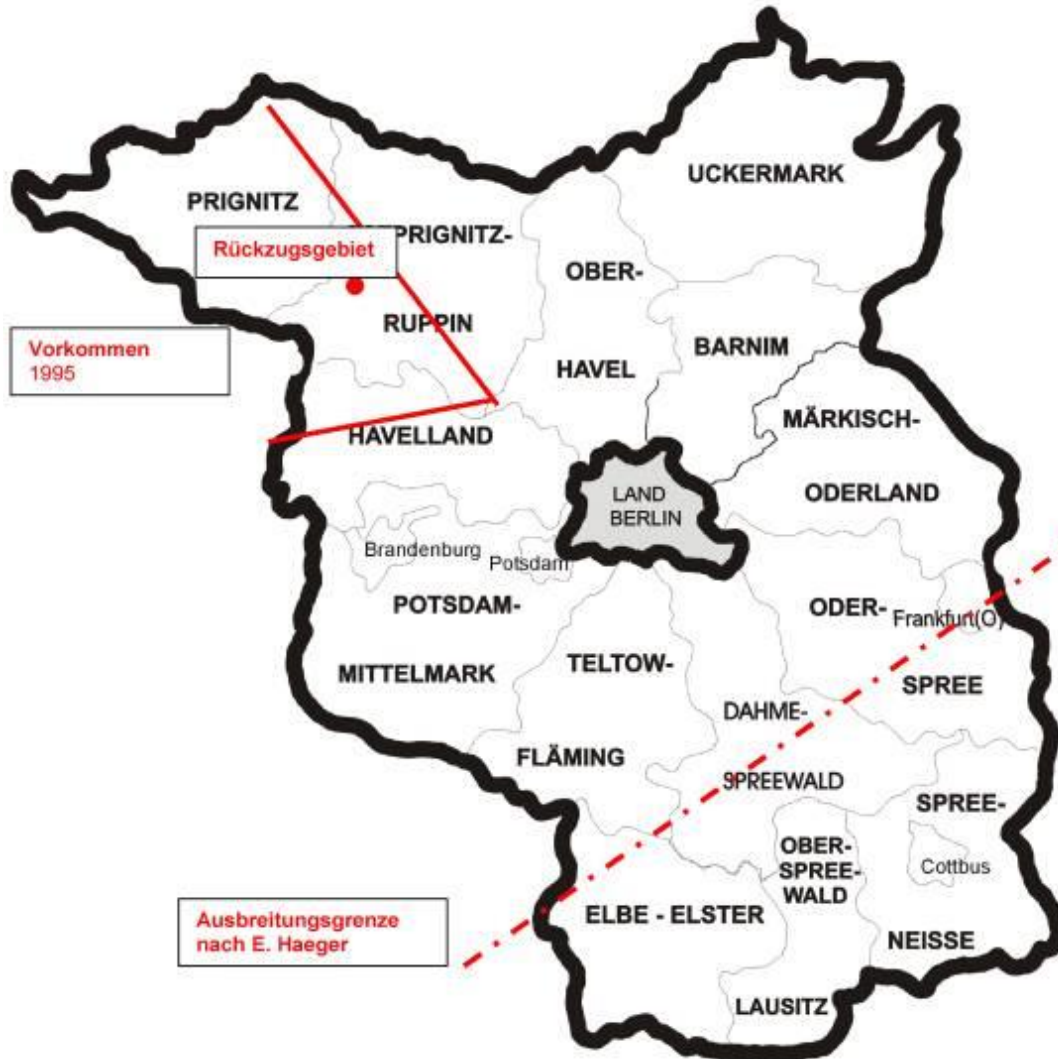 UCKERMARK
PRIGNITZ
PRIGNITZ-
Rückzugsgebiet
OBER-
RUPPIN
BARNIM
Vorkommen
1995
HAVEL
MÄRKISCH-
HAVELLAND
LAND
BERLIN
ODERLAND
Brandenburg
Potsdam
POTSDAM-
ODER-
Frankfurt(O)
MITTELMARK
TELTOW-
SPREE
DAHME-
FLÄMING
SPREEWALD
SPREE-
OBER-
SPREE-
WALD
Cottbus
Ausbreitungsgrenze
nach E. Haeger
ELBE - ELSTER
NEISSE
LAUSITZ